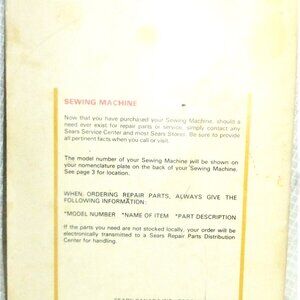 SEWING MACHINE
Now that you have purchased your Sewing Machine, should a
need ever exist for repair parts or service, simply contact any
Sears Service Center and most Sears Stores. Be sure to provide
all pertinent facts when you call or visit.
The model number of your Sewing Machine will be shown on
your nomenclature plate on the back of your Sewing Machine.
See page 3 for location.
WHEN ORDERING REPAIR PARTS, ALWAYS GIVE THE
FOLLOWING INFORMATION:
*MODEL NUMBER *NAME OF ITEM *PART DESCRIPTION
If the parts you need are not stocked locally, your order will be
electronically transmitted to a Sears Repair Parts Distribution
Center for handling.